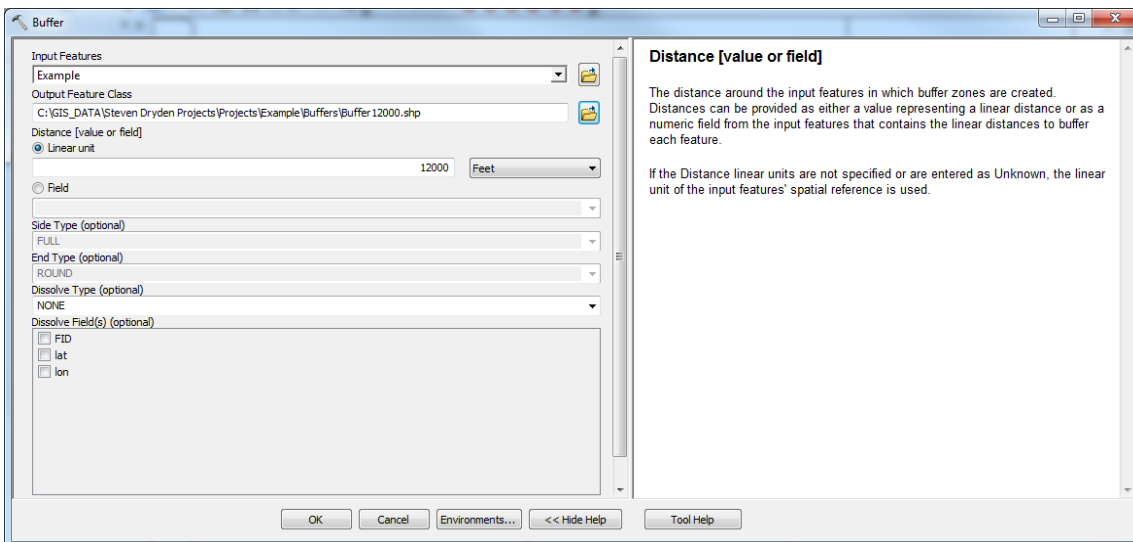 Buffer
Input Features
Example
Output Feature Class
C:\GIS_DATA\Steven Dryden Projects\Projects\Example\Buffers\Buffer12000.shp
Distance [value or field]
Linear unit
12000 Feet
Field
Side Type (optional)
FULL
End Type (optional)
ROUND
Dissolve Type (optional)
NONE
Dissolve Field(s) (optional)
FID
lat
lon
OK Cancel Environments... << Hide Help Tool Help
Distance [value or field]
The distance around the input features in which buffer zones are created.
Distances can be provided as either a value representing a linear distance or as a
numeric field from the input features that contains the linear distances to buffer
each feature.
If the Distance linear units are not specified or are entered as Unknown, the linear
unit of the input features' spatial reference is used.